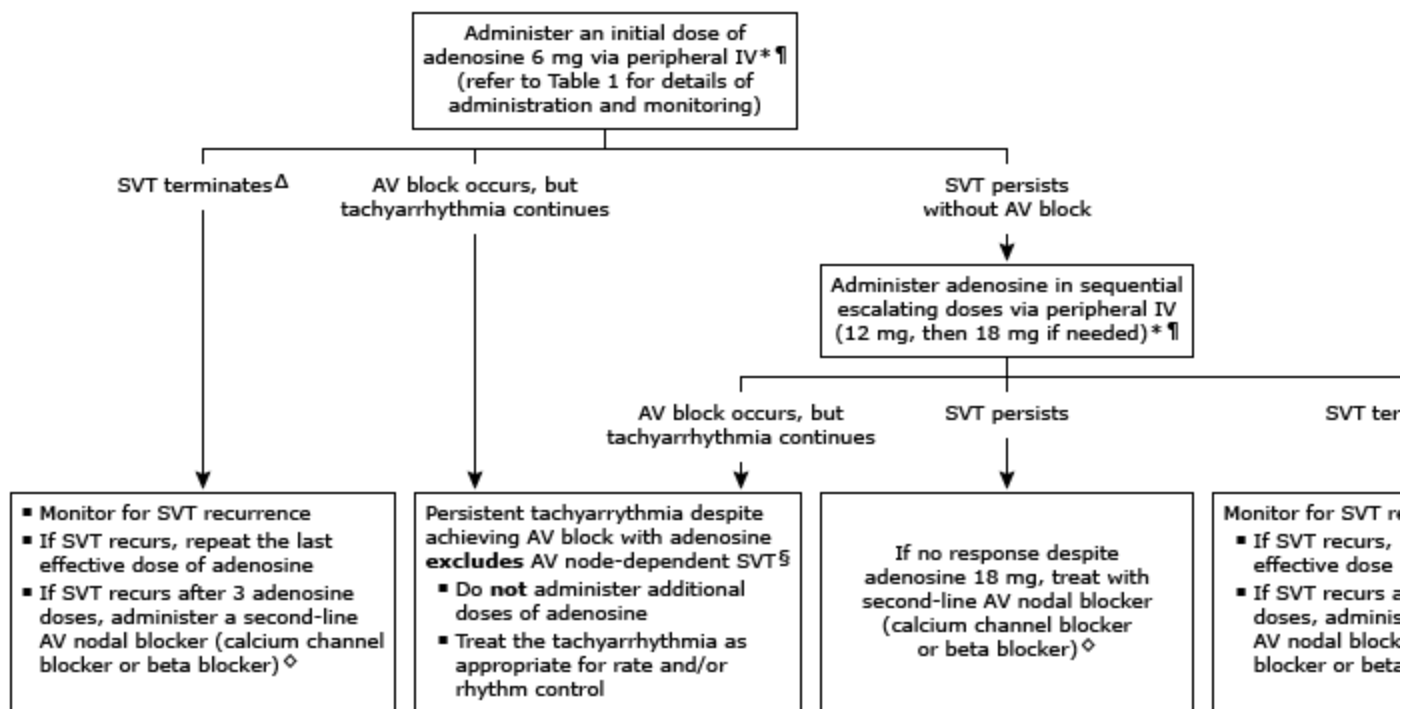 Administer an initial dose of
adenosine 6 mg via peripheral IV*¶
(refer to Table 1 for details of
administration and monitoring)
SVT terminatesΔ
AV block occurs, but
tachyarrhythmia continues
SVT persists
without AV block
Administer adenosine in sequential
escalating doses via peripheral IV
(12 mg, then 18 mg if needed)*¶
AV block occurs, but
tachyarrhythmia continues
SVT persists
SVT
▪ Monitor for SVT recurrence
▪ If SVT recurs, repeat the last
effective dose of adenosine
▪ If SVT recurs after 3 adenosine
doses, administer a second-line
AV nodal blocker (calcium channel
blocker or beta blocker)◇
Persistent tachyarrythmia despite
achieving AV block with adenosine
excludes AV node-dependent SVT§
▪ Do not administer additional
doses of adenosine
▪ Treat the tachyarrhythmia as
appropriate for rate and/or
rhythm control
If no response despite
adenosine 18 mg, treat with
second-line AV nodal blocker
(calcium channel blocker
or beta blocker)◇
Monitor for SVT
▪ If SVT recurs,
effective dose
▪ If SVT recurs
doses,
AV nodal
blocker or